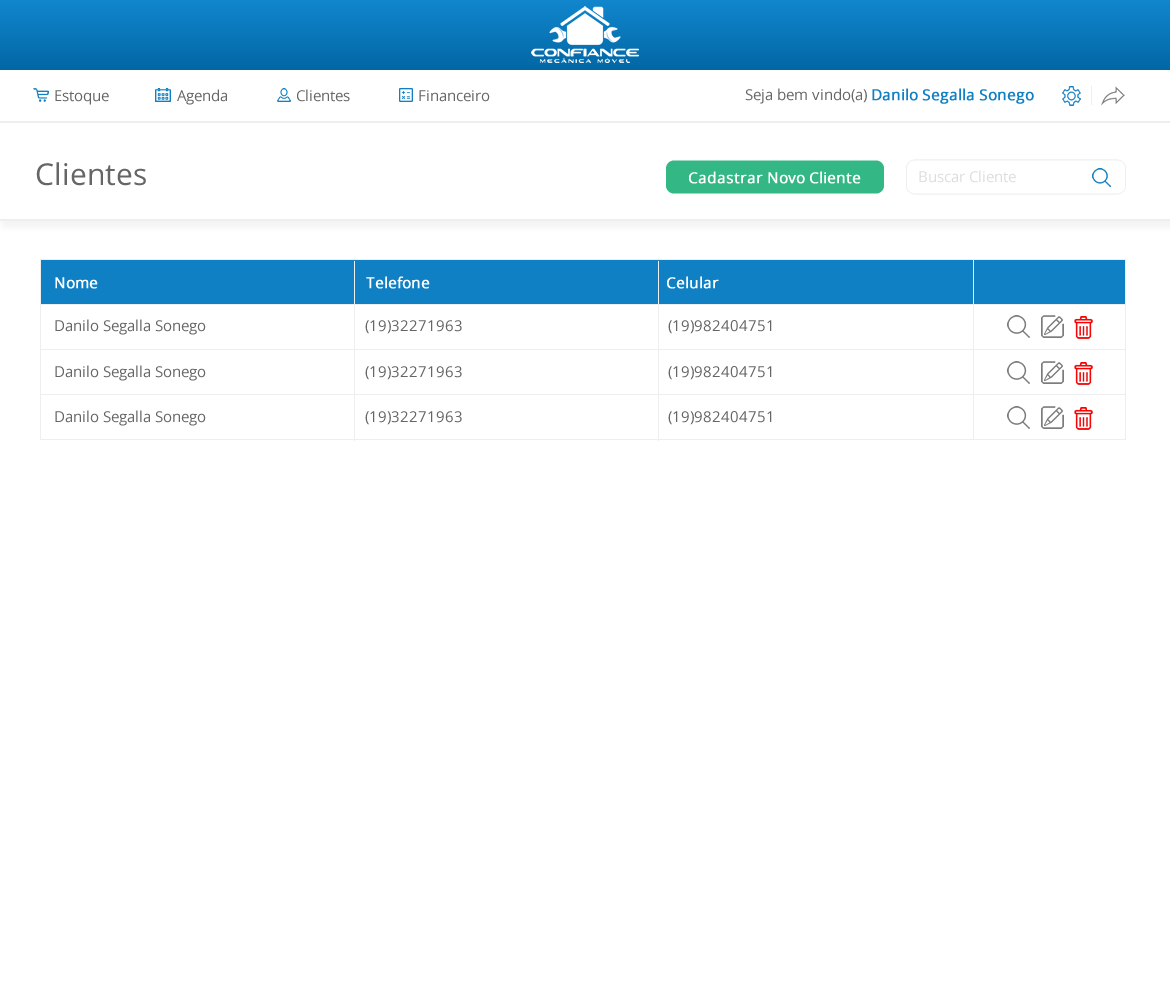 CONFIANCE
MECÂNICA MÓVEL
Estoque Agenda Clientes Financeiro Seja bem vindo(a) Danilo Segalla Sonego
Clientes Cadastrar Novo Cliente Buscar Cliente
Nome Telefone Celular
Danilo Segalla Sonego (19)32271963 (19)982404751
Danilo Segalla Sonego (19)32271963 (19)982404751
Danilo Segalla Sonego (19)32271963 (19)982404751